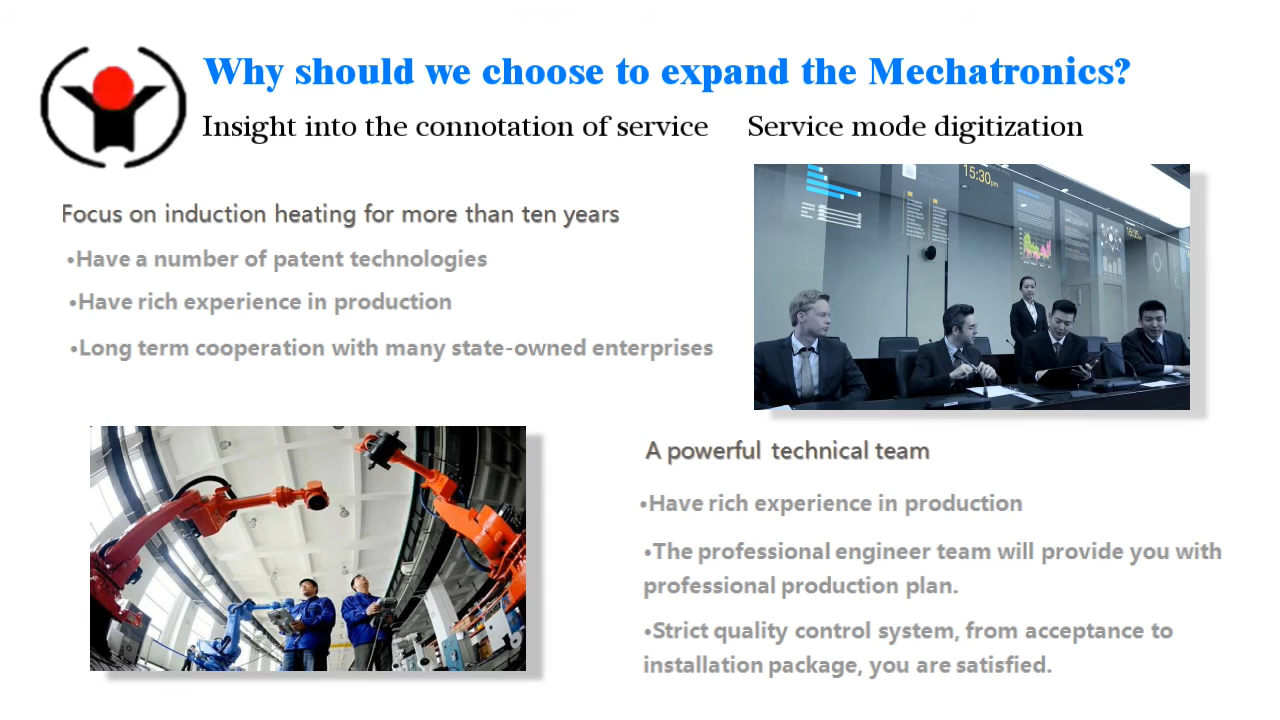 Why should we choose to expand the Mechatronics?
Insight into the connotation of service Service mode digitization
15:30pm
Focus on induction heating for more than ten years
•Have a number of patent technologies
•Have rich experience in production
•Long term cooperation with many state-owned enterprises
A powerful technical team
•Have rich experience in production
•The professional engineer team will provide you with
professional production plan.
•Strict quality control system, from acceptance to
installation package, you are satisfied.